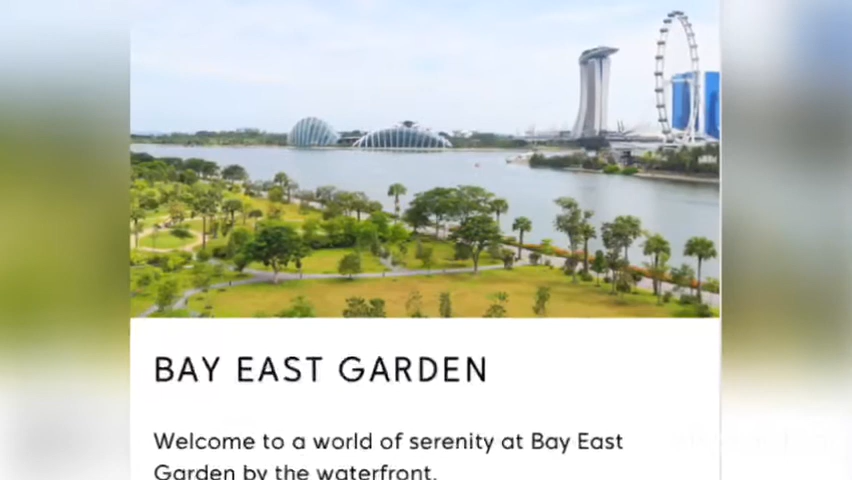 BAY EAST GARDEN
Welcome to a world of serenity at Bay East
Garden by the waterfront.